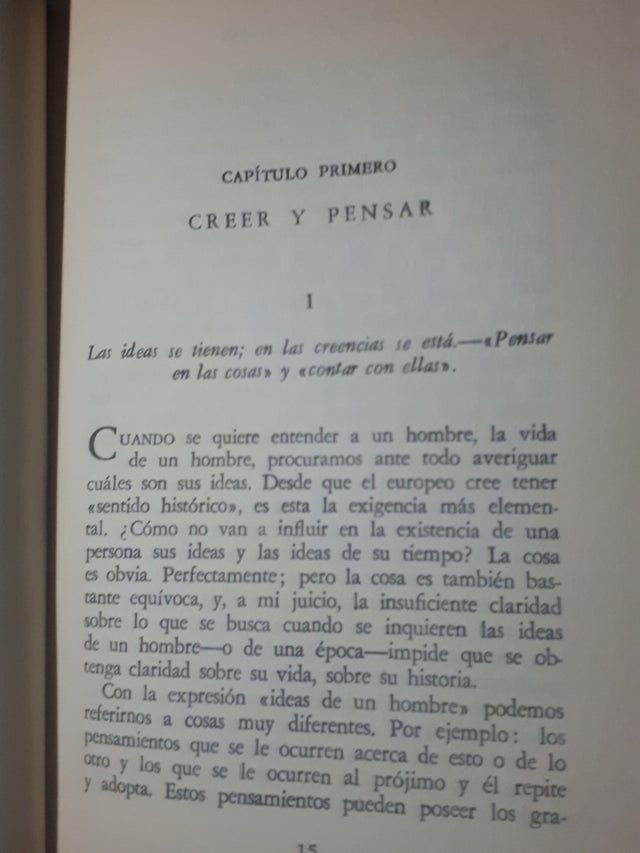 CAPÍTULO PRIMERO
CREER Y PENSAR
I
Las ideas se tienen; en las creencias se está.—«Pensar
en las cosas» y «contar con ellas».
CUANDO se quiere entender a un hombre, la vida
de un hombre, procuramos ante todo averiguar
cuáles son sus ideas. Desde que el europeo cree tener
«sentido histórico», es esta la exigencia más elemen-
tal. ¿Cómo no van a influir en la existencia de una
persona sus ideas y las ideas de su tiempo? La cosa
es obvia. Perfectamente; pero la cosa es también bas-
tante equívoca, y, a mi juicio, la insuficiente claridad
sobre lo que se busca cuando se inquieren las ideas
de un hombre—o de una época—impide que se ob-
tenga claridad sobre su vida, sobre su historia.
Con la expresión «ideas de un hombre» podemos
referirnos a cosas muy diferentes. Por ejemplo: los
pensamientos que se le ocurren acerca de esto o de lo
otro y los que se le ocurren al prójimo y él repite
y adopta. Estos pensamientos pueden poseer los gra-
15